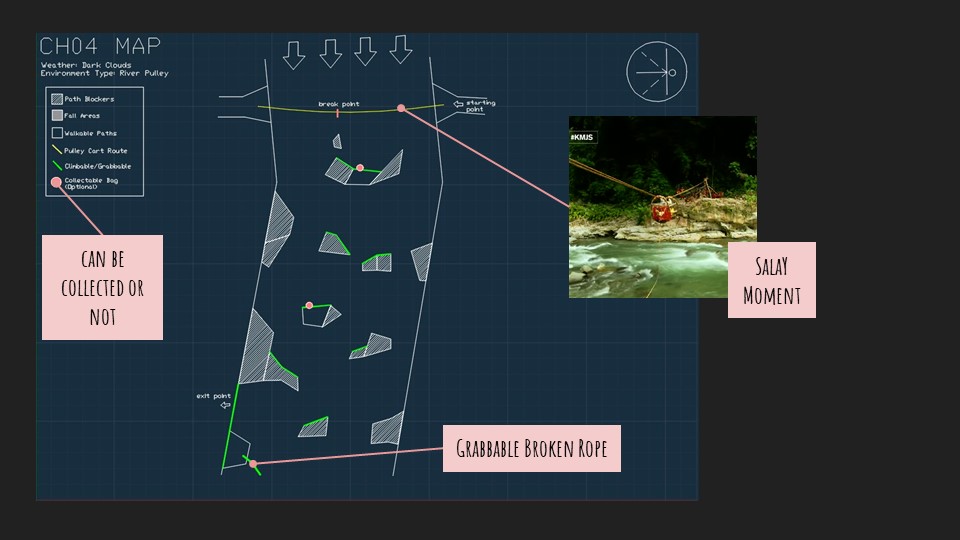 CH04 MAP
Weather: Dark Clouds
Environment Type: River Pulley
Path Blockers
Fall Areas
Walkable Paths
Pulley Cart Route
Climbable/Grabbable
Collectable Bag
(Optional)
break point
starting
point
#KMJS
CAN BE
COLLECTED OR
NOT
SALAY
MOMENT
exit point
GRABBABLE BROKEN ROPE